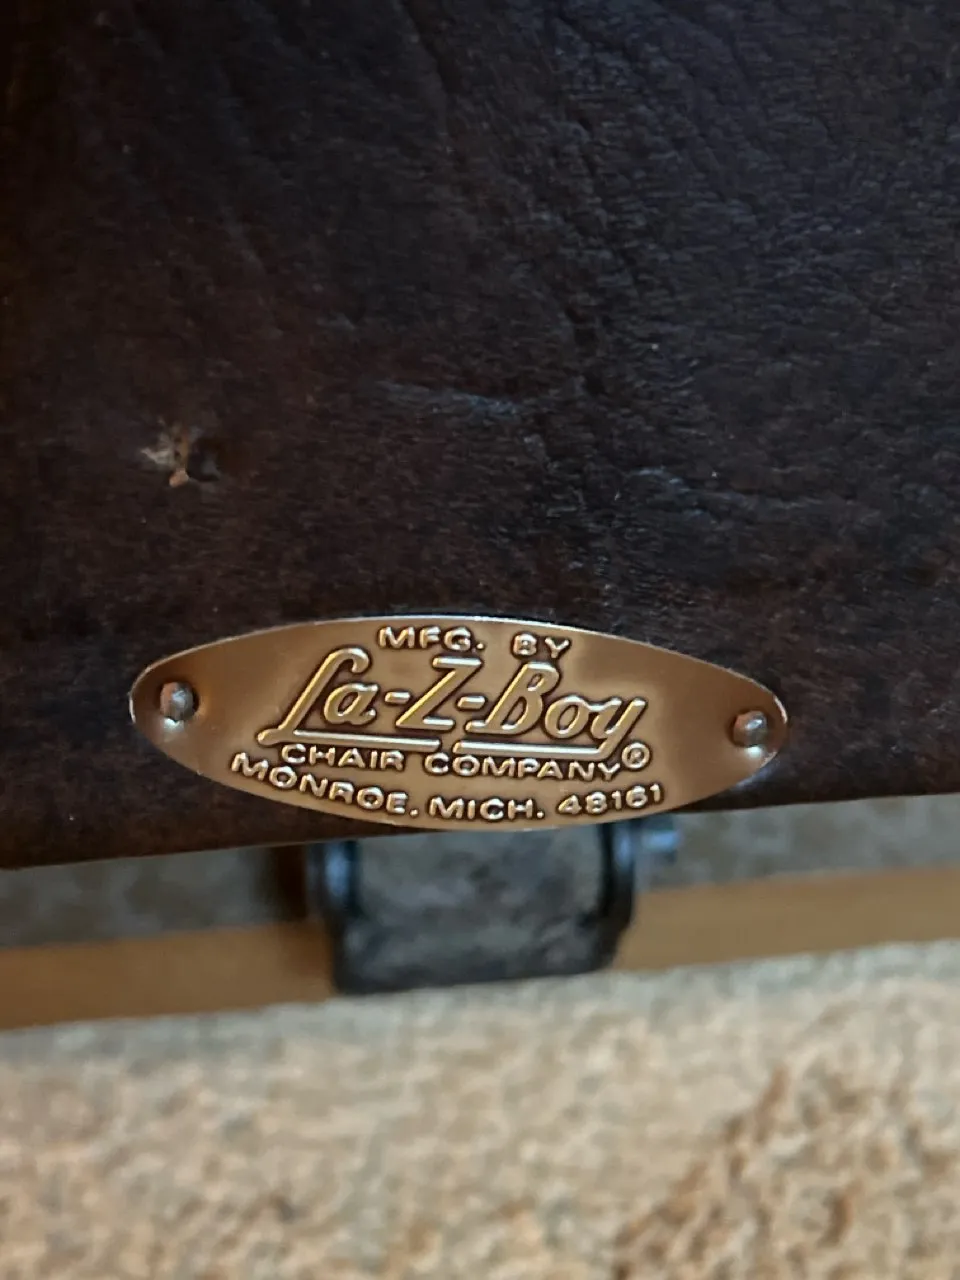 MFG. BY
La-Z-Boy
CHAIR COMPANY®
MONROE, MICH. 48161